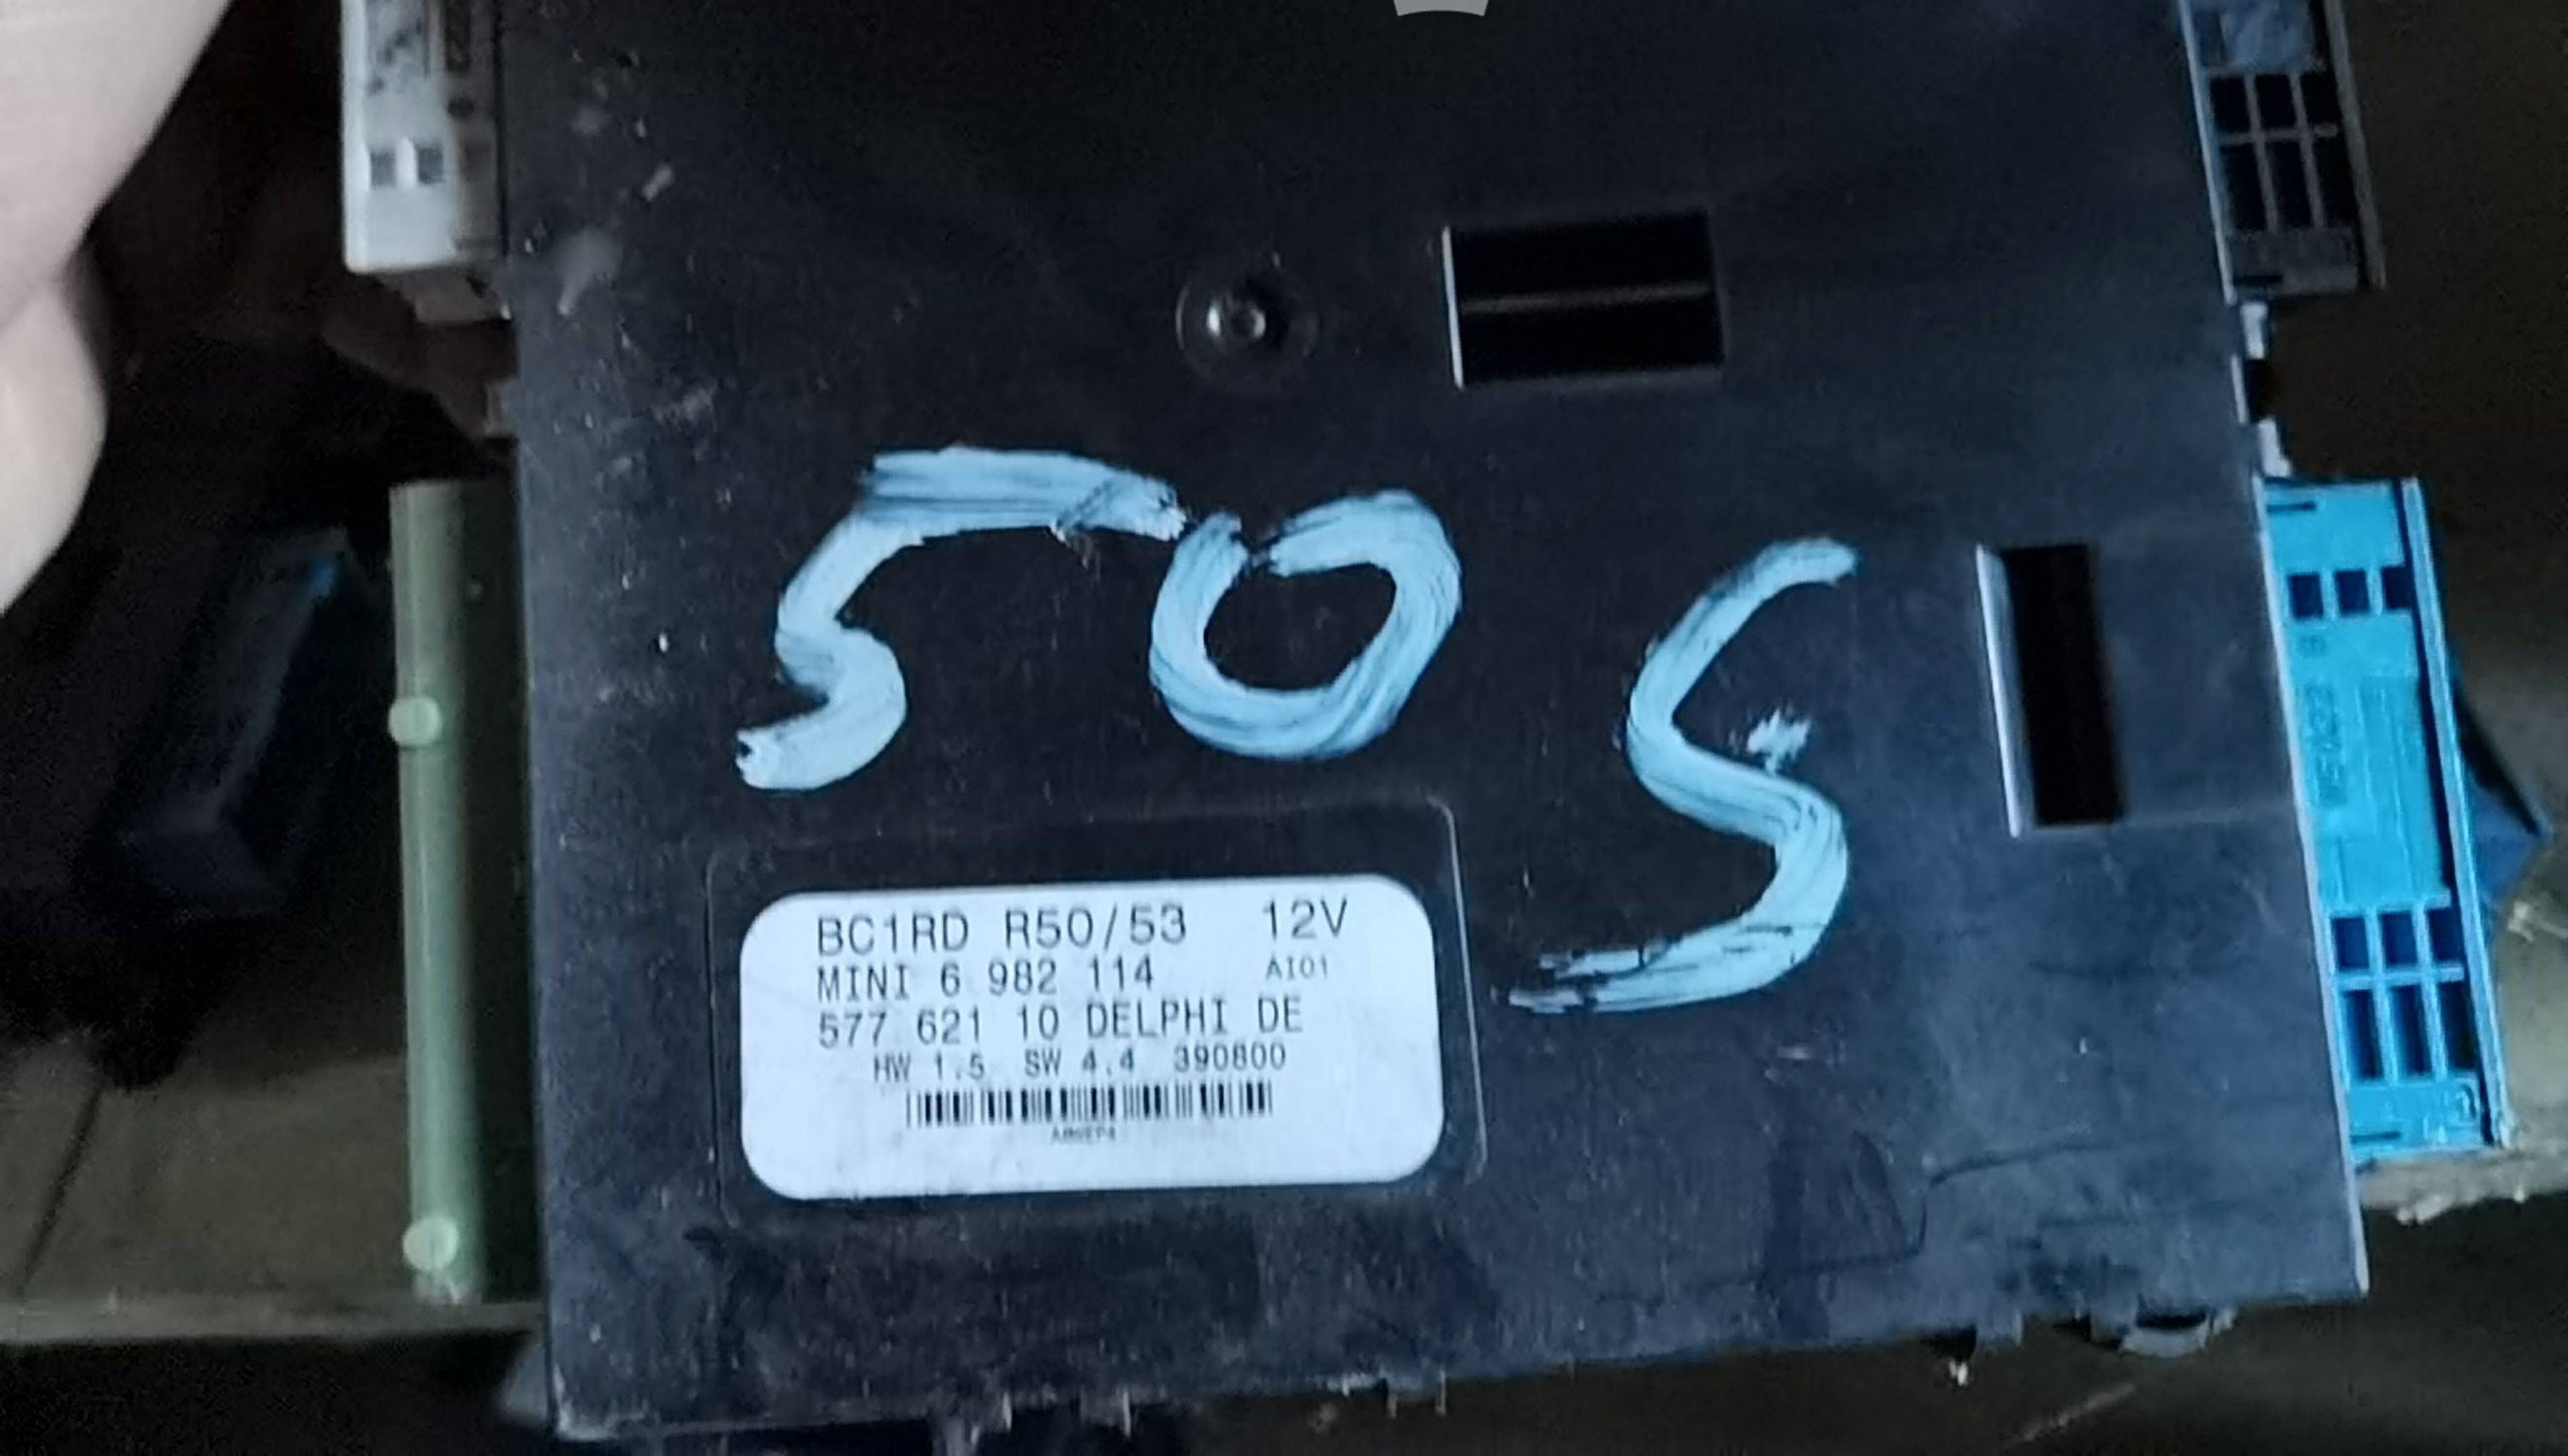 505
BC1RD R50/53 12V
MINI 6 982 114 AI01
577 621 10 DELPHI DE
HW 1.5 SW 4.4 390800